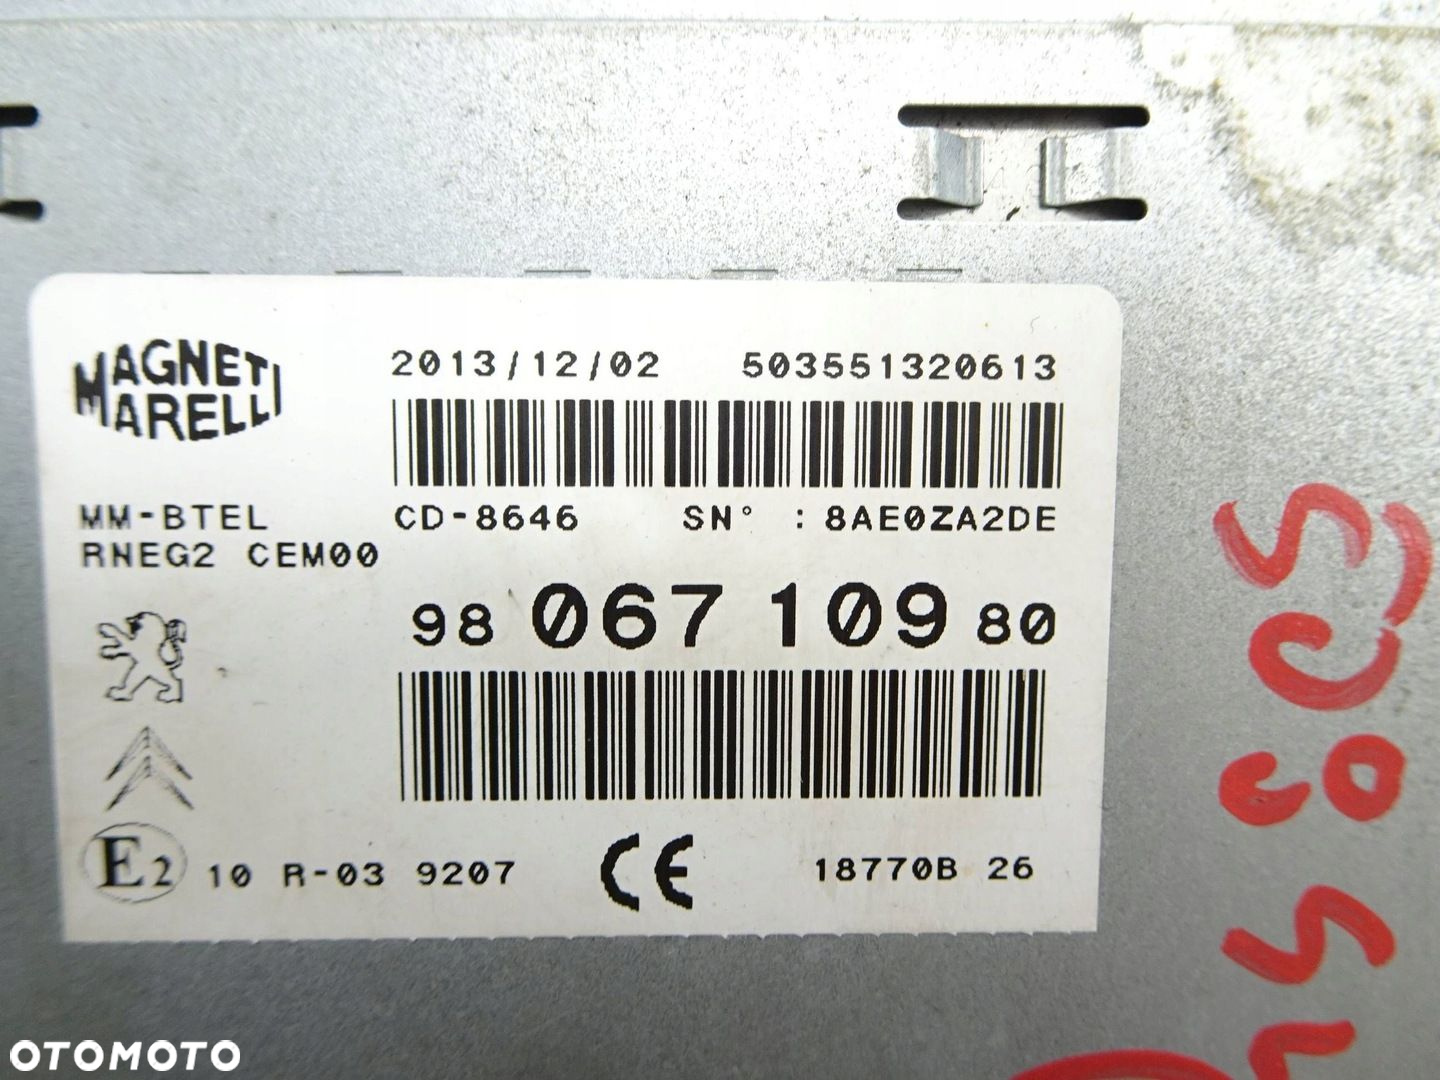 MAGNETI
MARELLI
2013/12/02 503551320613
MM-BTEL CD-8646 SN° : 8AE0ZA2DE
RNEG2 CEM00
98 067 109 80
E2 10 R-03 9207 CE 18770B 26
OTOMOTO